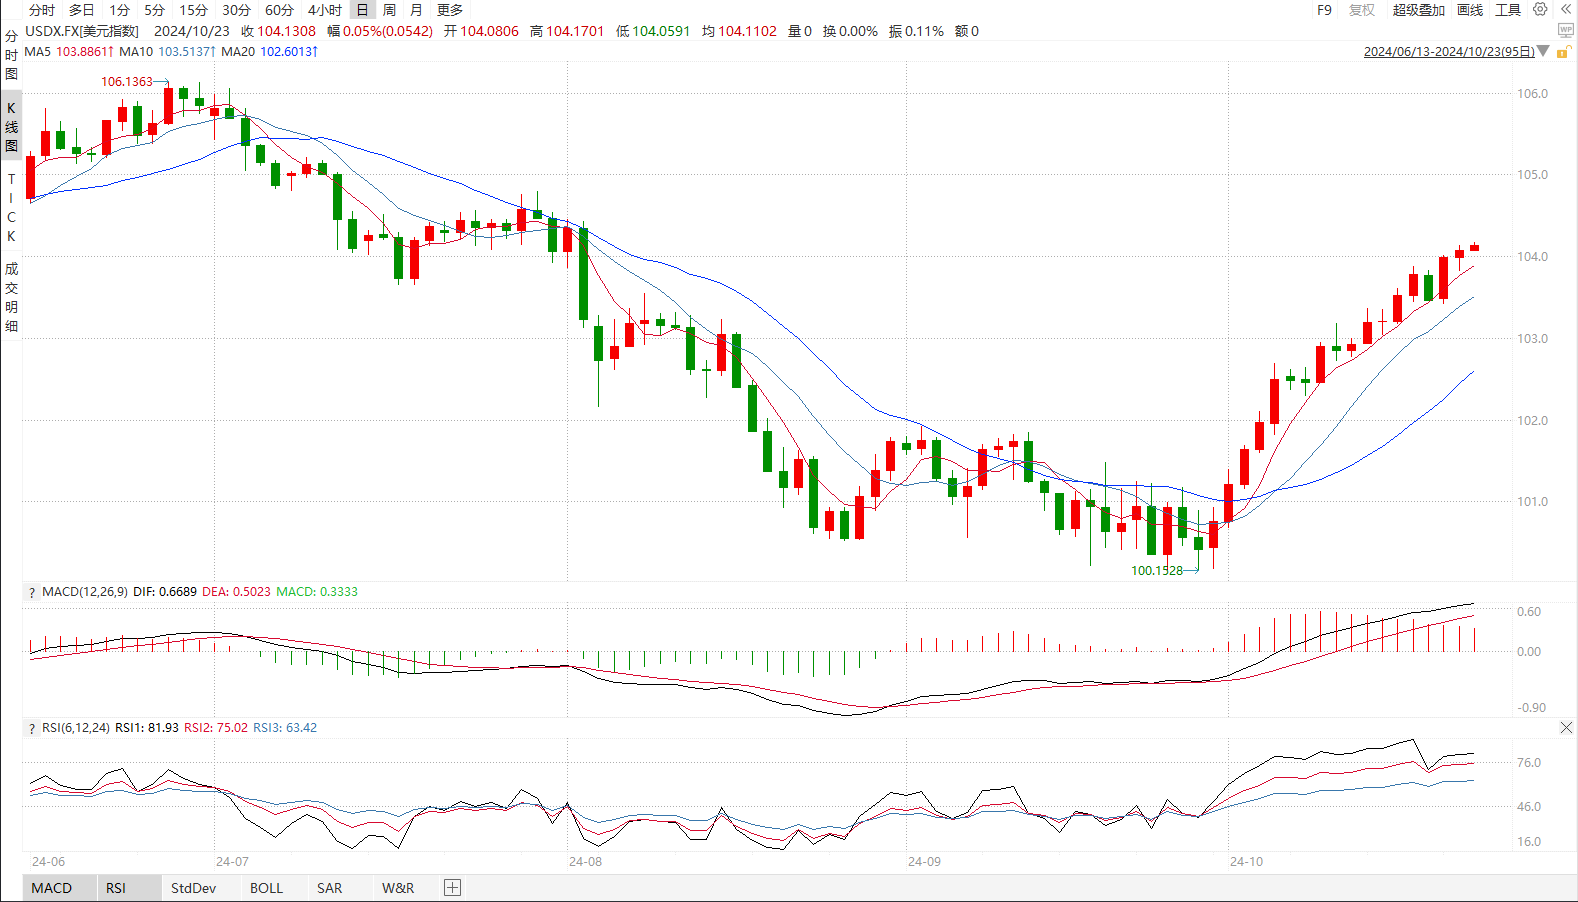 分时 多日 1分 5分 15分 30分 60分 4小时 日 周 月 更多 F9 复权 超级叠加 画线 工具
USDX.FX[美元指数] 2024/10/23 收 104.1308 幅 0.05%(0.0542) 开 104.0806 高 104.1701 低 104.0591 量 0 均 104.1102 换 0.00% 振 0.11% 额 0 WP
MA5 103.8861↑ MA10 103.5137↑ MA20 102.6013↑ 2024/06/13-2024/10/23(95日)
分时图
K线图
TICK
成交明细
106.1363
106.0
105.0
104.0
103.0
102.0
101.0
100.1528
? MACD(12,26,9) DIF: 0.6689 DEA: 0.5023 MACD: 0.3333
0.60
0.00
-0.90
? RSI(6,12,24) RSI1: 81.93 RSI2: 75.02 RSI3: 63.42
76.0
46.0
16.0
24-06 24-07 24-08 24-09 24-10
MACD RSI StdDev BOLL SAR W&R